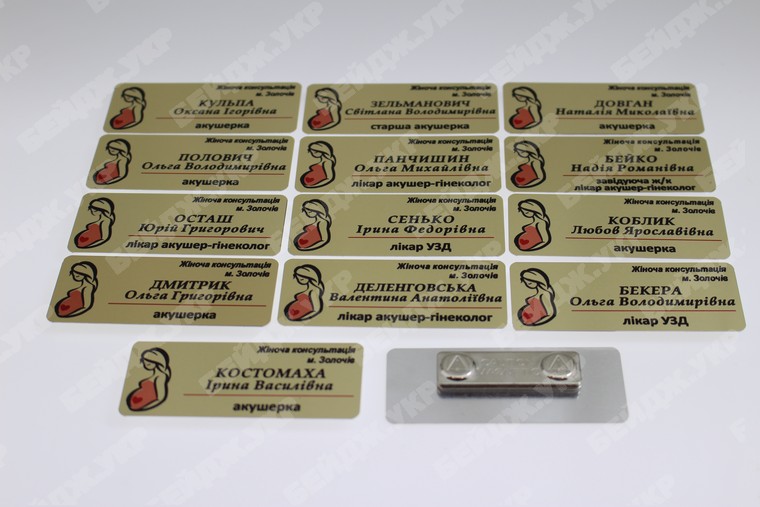 Жіноча консультація
м. Золочів
КУЛЬПА
Оксана Ігорівна
акушерка
Жіноча консультація
м. Золочів
ЗЕЛЬМАНОВИЧ
Світлана Володимирівна
старша акушерка
Жіноча консультація
м. Золочів
ДОВГАН
Наталія Миколаївна
акушерка
Жіноча консультація
м. Золочів
ПОЛОВИЧ
Ольга Володимирівна
акушерка
Жіноча консультація
м. Золочів
ПАНЧИШИН
Ольга Михайлівна
лікар акушер-гінеколог
Жіноча консультація
м. Золочів
БЕЙКО
Надія Романівна
завідуюча ж/к
лікар акушер-гінеколог
Жіноча консультація
м. Золочів
ОСТАШ
Юрій Григорович
лікар акушер-гінеколог
Жіноча консультація
м. Золочів
СЕНЬКО
Ірина Федорівна
лікар УЗД
Жіноча консультація
м. Золочів
КОБЛИК
Любов Ярославівна
акушерка
Жіноча консультація
м. Золочів
ДМИТРИК
Ольга Григорівна
акушерка
Жіноча консультація
м. Золочів
ДЕЛЕНГОВСЬКА
Валентина Анатоліївна
лікар акушер-гінеколог
Жіноча консультація
м. Золочів
БЕКЕРА
Ольга Володимирівна
лікар УЗД
Жіноча консультація
м. Золочів
КОСТОМАХА
Ірина Василівна
акушерка
БЕЙДЖ.УКР